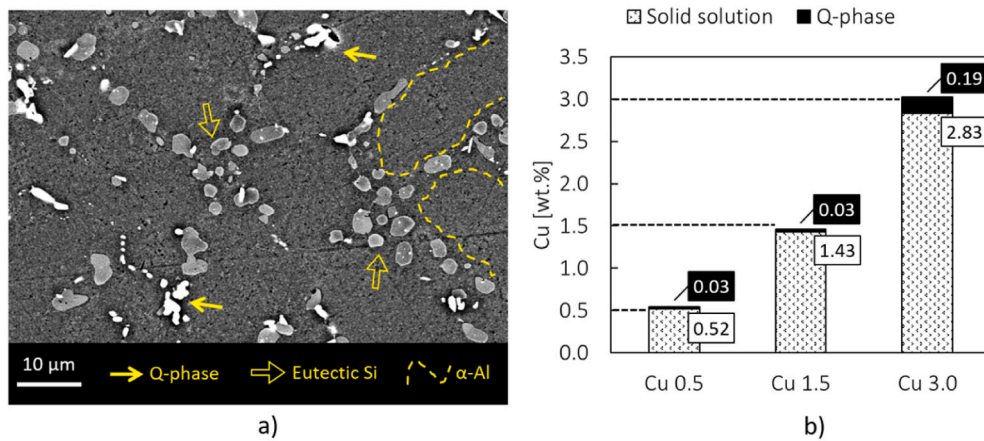 10 µm
Q-phase
Eutectic Si
α-Al
a)
Solid solution
Q-phase
Cu [wt.%]
3.5
3.0
2.5
2.0
1.5
1.0
0.5
0.0
0.03
0.52
0.03
1.43
0.19
2.83
Cu 0.5
Cu 1.5
Cu 3.0
b)